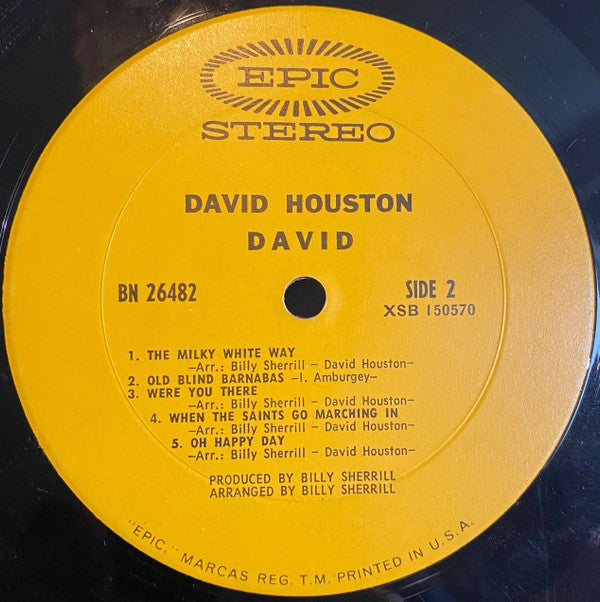 EPIC
STEREO
DAVID HOUSTON
DAVID
BN 26482
SIDE 2
XSB 150570
1. THE MILKY WHITE WAY
—Arr.: Billy Sherrill – David Houston—
2. OLD BLIND BARNABAS —I. Amburgey—
3. WERE YOU THERE
—Arr.: Billy Sherrill – David Houston—
4. WHEN THE SAINTS GO MARCHING IN
—Arr.: Billy Sherrill – David Houston—
5. OH HAPPY DAY
—Arr.: Billy Sherrill – David Houston—
PRODUCED BY BILLY SHERRILL
ARRANGED BY BILLY SHERRILL
"EPIC," MARCAS REG. T.M. PRINTED IN U.S.A.